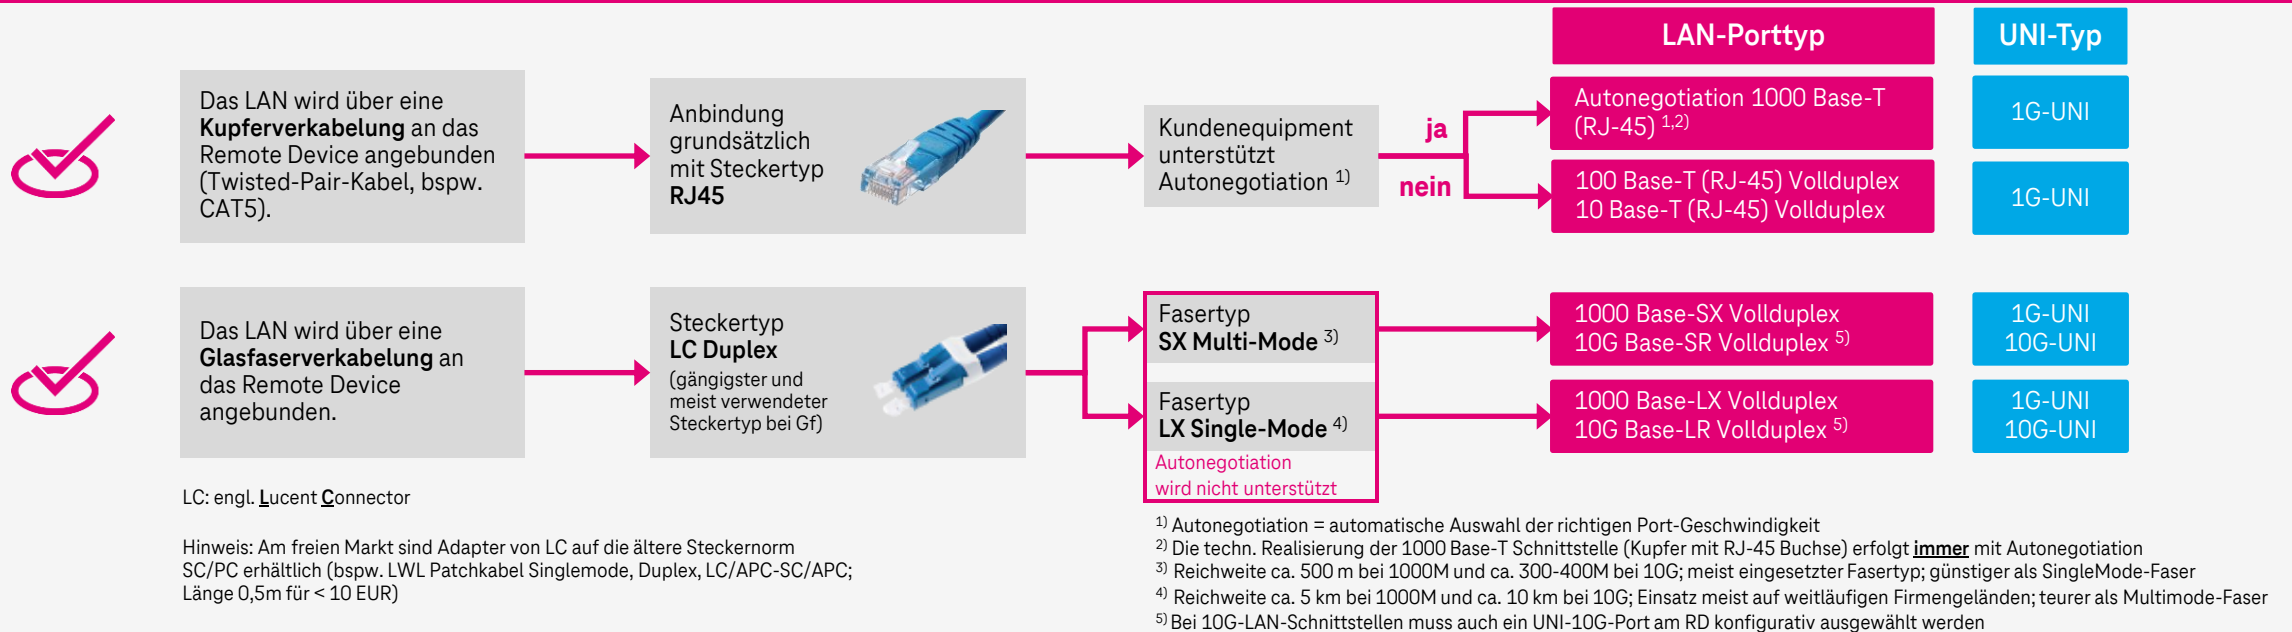 LAN-Porttyp
UNI-Typ
Das LAN wird über eine
Kupferverkabelung an das
Remote Device angebunden
(Twisted-Pair-Kabel, bspw.
CAT5).
Anbindung
grundsätzlich
mit Steckertyp
RJ45
Kundenequipment
unterstützt
Autonegotiation 1)
ja
nein
Autonegotiation 1000 Base-T
(RJ-45) 1,2)
1G-UNI
100 Base-T (RJ-45) Vollduplex
10 Base-T (RJ-45) Vollduplex
1G-UNI
Das LAN wird über eine
Glasfaserverkabelung an
das Remote Device
angebunden.
Steckertyp
LC Duplex
(gängigster und
meist verwendeter
Steckertyp bei Gf)
Fasertyp
SX Multi-Mode 3)
1000 Base-SX Vollduplex
10G Base-SR Vollduplex 5)
1G-UNI
10G-UNI
Fasertyp
LX Single-Mode 4)
Autonegotiation
wird nicht unterstützt
1000 Base-LX Vollduplex
10G Base-LR Vollduplex 5)
1G-UNI
10G-UNI
LC: engl. Lucent Connector
Hinweis: Am freien Markt sind Adapter von LC auf die ältere Steckernorm
SC/PC erhältlich (bspw. LWL Patchkabel Singlemode, Duplex, LC/APC-SC/APC;
Länge 0,5m für < 10 EUR)
1) Autonegotiation = automatische Auswahl der richtigen Port-Geschwindigkeit
2) Die techn. Realisierung der 1000 Base-T Schnittstelle (Kupfer mit RJ-45 Buchse) erfolgt immer mit Autonegotiation
3) Reichweite ca. 500 m bei 1000M und ca. 300-400M bei 10G; meist eingesetzter Fasertyp; günstiger als SingleMode-Faser
4) Reichweite ca. 5 km bei 1000M und ca. 10 km bei 10G; Einsatz meist auf weitläufigen Firmengeländen; teurer als Multimode-Faser
5) Bei 10G-LAN-Schnittstellen muss auch ein UNI-10G-Port am RD konfigurativ ausgewählt werden